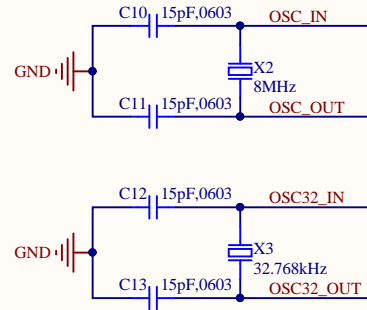 C10 15pF,0603 OSC_IN
GND X2
8MHz
C11 15pF,0603 OSC_OUT
C12 15pF,0603 OSC32_IN
GND X3
32.768kHz
C13 15pF,0603 OSC32_OUT